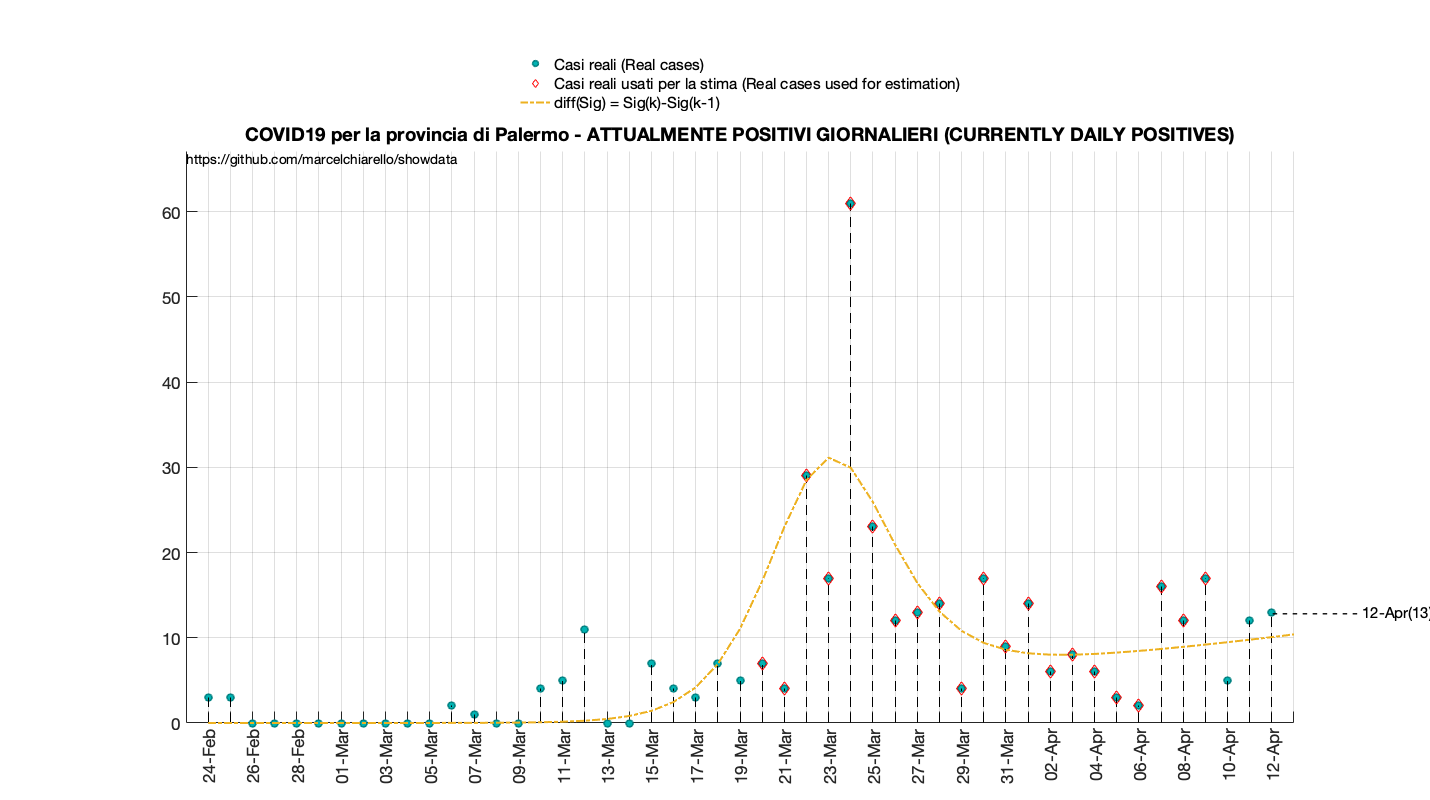 Casi reali (Real cases)
Casi reali usati per la stima (Real cases used for estimation)
diff(Sig) = Sig(k)-Sig(k-1)
COVID19 per la provincia di Palermo - ATTUALMENTE POSITIVI GIORNALIERI (CURRENTLY DAILY POSITIVES)
https://github.com/marcelchiarello/showdata
60
50
40
30
20
10
0
12-Apr(13)
24-Feb
26-Feb
28-Feb
01-Mar
03-Mar
05-Mar
07-Mar
09-Mar
11-Mar
13-Mar
15-Mar
17-Mar
19-Mar
21-Mar
23-Mar
25-Mar
27-Mar
29-Mar
31-Mar
02-Apr
04-Apr
06-Apr
08-Apr
10-Apr
12-Apr